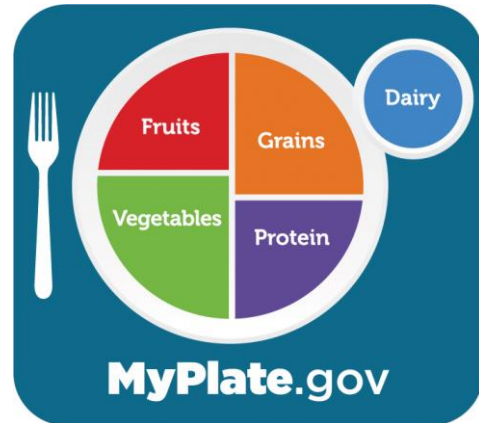 Fruits
Grains
Dairy
Vegetables
Protein
MyPlate.gov